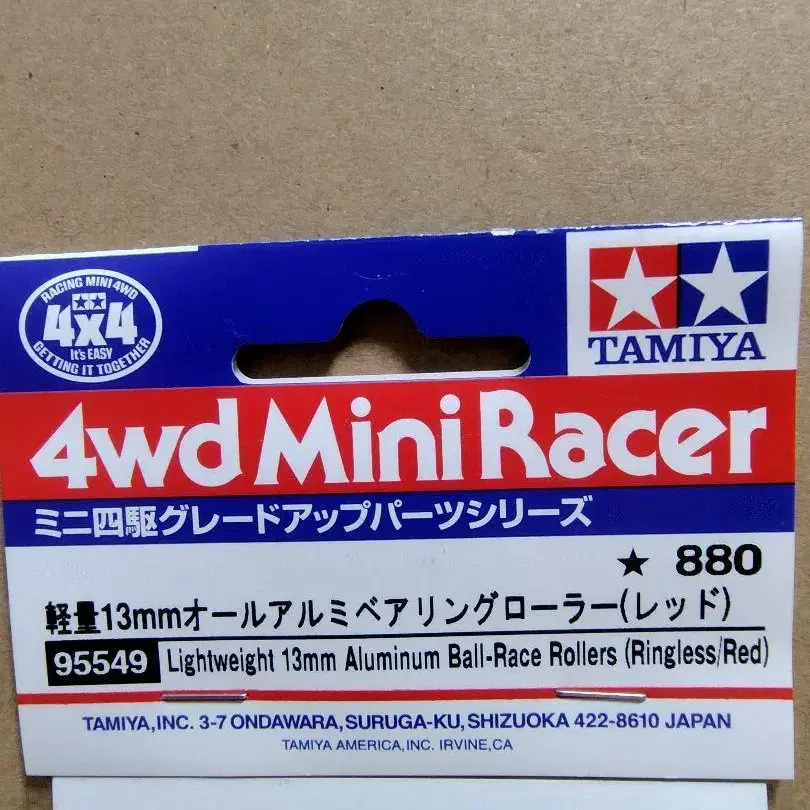 RACING MINI 4WD
4x4
It's EASY
GETTING IT TOGETHER
TAMIYA
4wd Mini Racer
ミニ四駆グレードアップパーツシリーズ
★ 880
軽量13mmオールアルミベアリングローラー(レッド)
95549 Lightweight 13mm Aluminum Ball-Race Rollers (Ringless/Red)
TAMIYA,INC. 3-7 ONDAWARA,SURUGA-KU,SHIZUOKA 422-8610 JAPAN
TAMIYA AMERICA,INC. IRVINE,CA